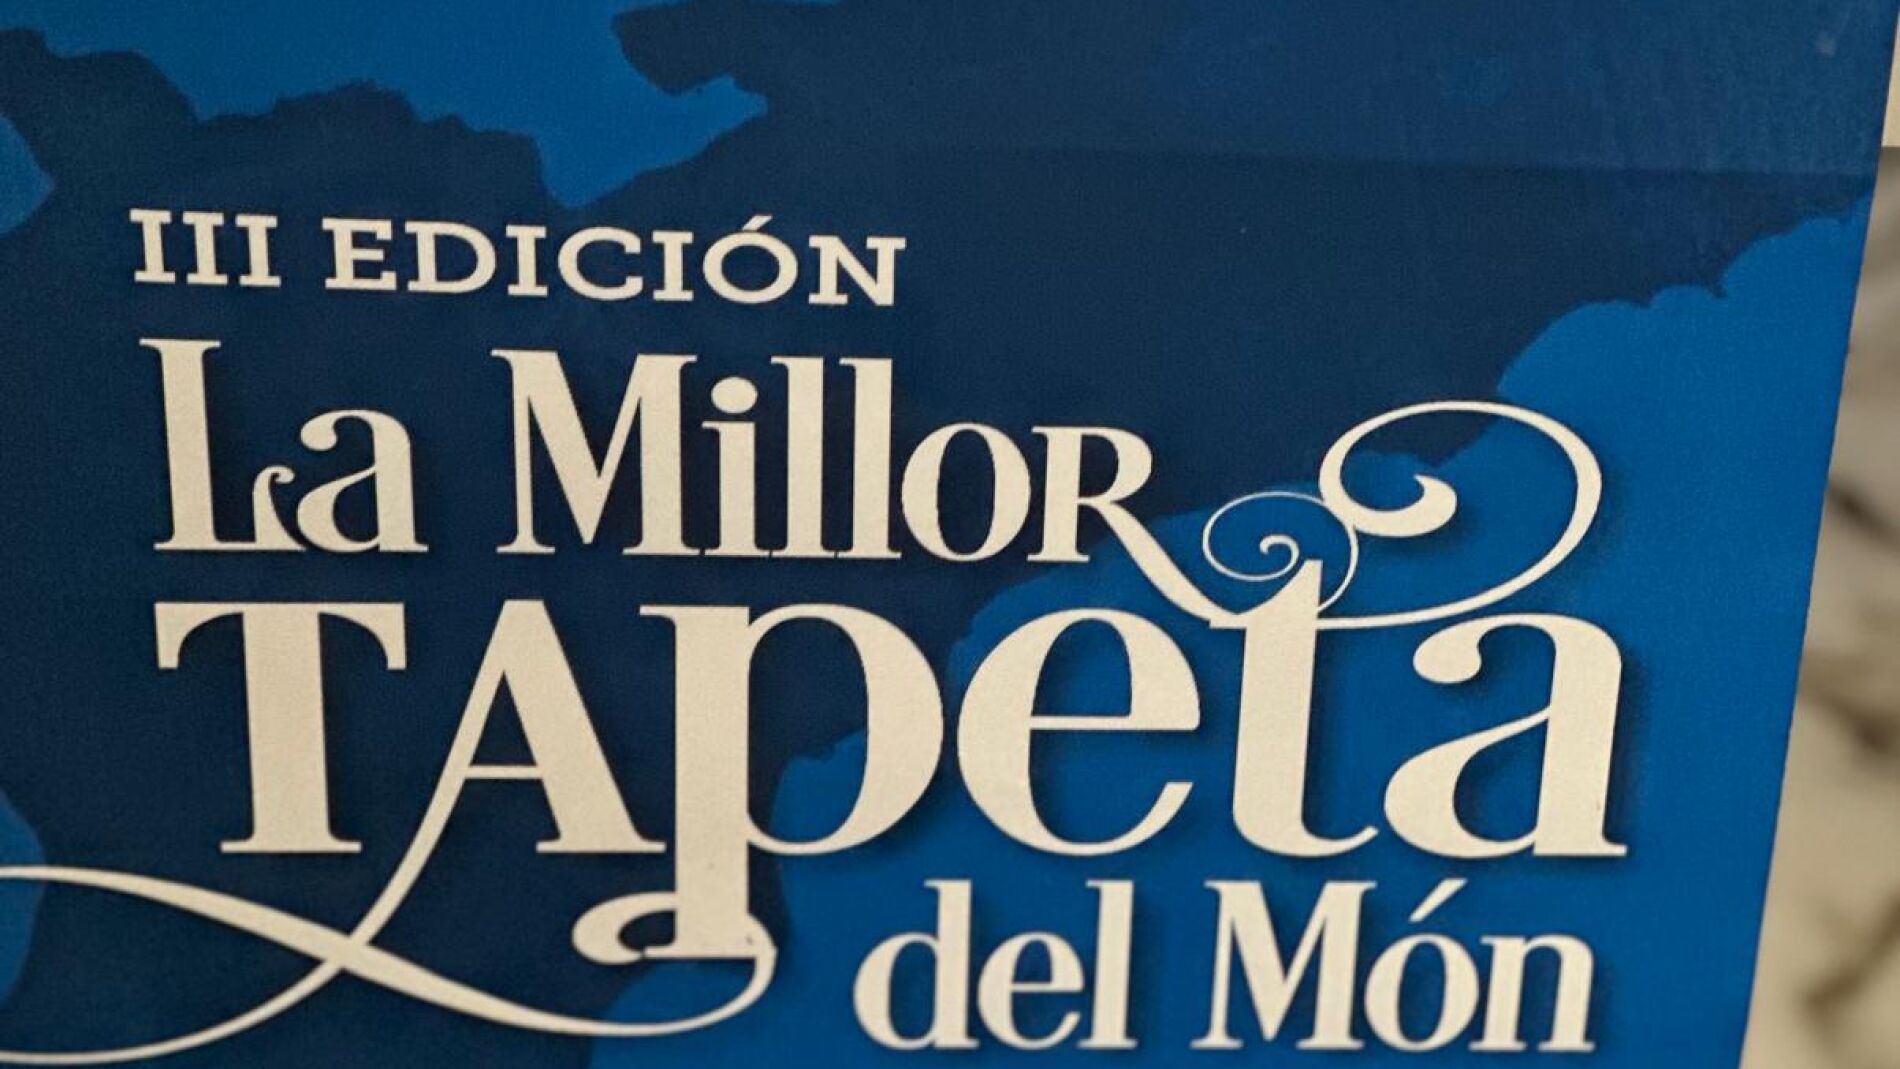 III EDICIÓN
La Millor
TApeta
del Món